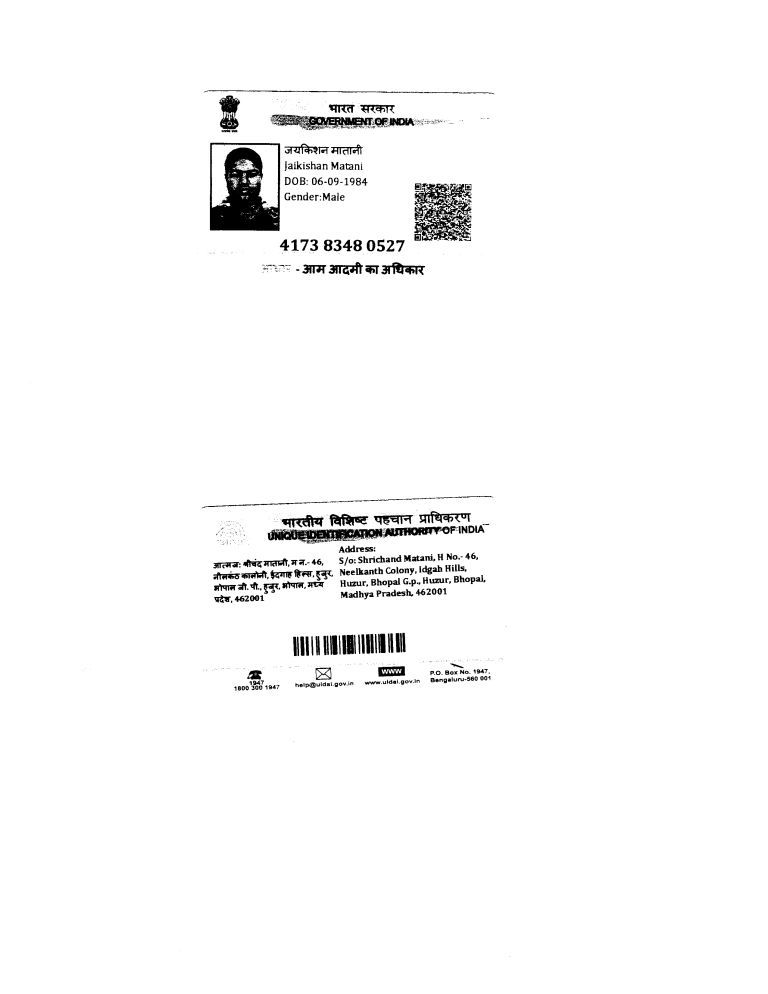 भारत सरकार
GOVERNMENT OF INDIA
जयकिशन मातानी
Jaikishan Matani
DOB: 06-09-1984
Gender:Male
4173 8348 0527
आधार - आम आदमी का अधिकार
भारतीय विशिष्ट पहचान प्राधिकरण
UNIQUE IDENTIFICATION AUTHORITY OF INDIA
आत्मज: श्रीचंद मातानी, म न.- 46,
नीलकंठ कालोनी, ईदगाह हिल्स, हुजुर,
भोपाल जी. पी., हुजुर, भोपाल, मध्य
प्रदेश, 462001
Address:
S/o: Shrichand Matani, H No.- 46,
Neelkanth Colony, Idgah Hills,
Huzur, Bhopal G.p., Huzur, Bhopal,
Madhya Pradesh, 462001
1947
1800 300 1947
help@uidai.gov.in
WWW
www.uidai.gov.in
P.O. Box No. 1947,
Bengaluru-560 001